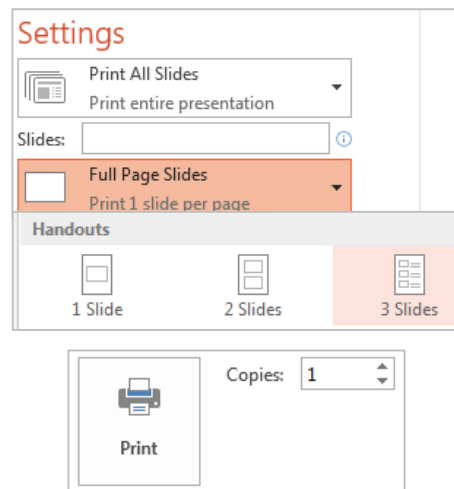 Settings
Print All Slides
Print entire presentation
Slides:
Full Page Slides
Print 1 slide per page
Handouts
1 Slide 2 Slides 3 Slides
Copies: 1
Print